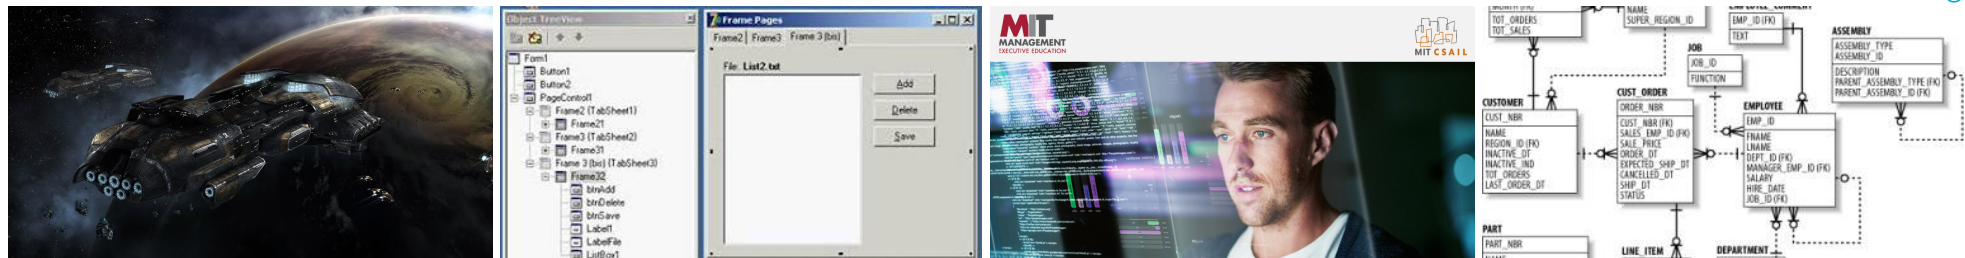 Object TreeView
Form1
Button1
Button2
PageControl1
Frame2 {TabSheet1}
Frame21
Frame3 {TabSheet2}
Frame31
Frame 3 (bis) {TabSheet3}
Frame32
btnAdd
btnDelete
btnSave
Label1
LabelFile
ListBox1
Frame Pages
Frame2
Frame3
Frame 3 (bis)
File: List2.txt
Add
Delete
Save
MIT
MANAGEMENT
EXECUTIVE EDUCATION
MIT CSAIL
TOT_ORDERS
TOT_SALES
NAME
SUPER_REGION_ID
EMPLOYEE_COMMENT
EMP_ID (FK)
TEXT
JOB
JOB_ID
FUNCTION
ASSEMBLY
ASSEMBLY_TYPE
ASSEMBLY_ID
DESCRIPTION
PARENT_ASSEMBLY_TYPE (FK)
PARENT_ASSEMBLY_ID (FK)
CUSTOMER
CUST_NBR
NAME
REGION_ID (FK)
INACTIVE_DT
INACTIVE_IND
TOT_ORDERS
LAST_ORDER_DT
CUST_ORDER
ORDER_NBR
CUST_NBR (FK)
SALES_EMP_ID (FK)
SALE_PRICE
ORDER_DT
EXPECTED_SHIP_DT
CANCELLED_DT
SHIP_DT
STATUS
EMPLOYEE
EMP_ID
FNAME
LNAME
DEPT_ID (FK)
MANAGER_EMP_ID (FK)
SALARY
HIRE_DATE
JOB_ID (FK)
PART
PART_NBR
NAME
LINE_ITEM
DEPARTMENT